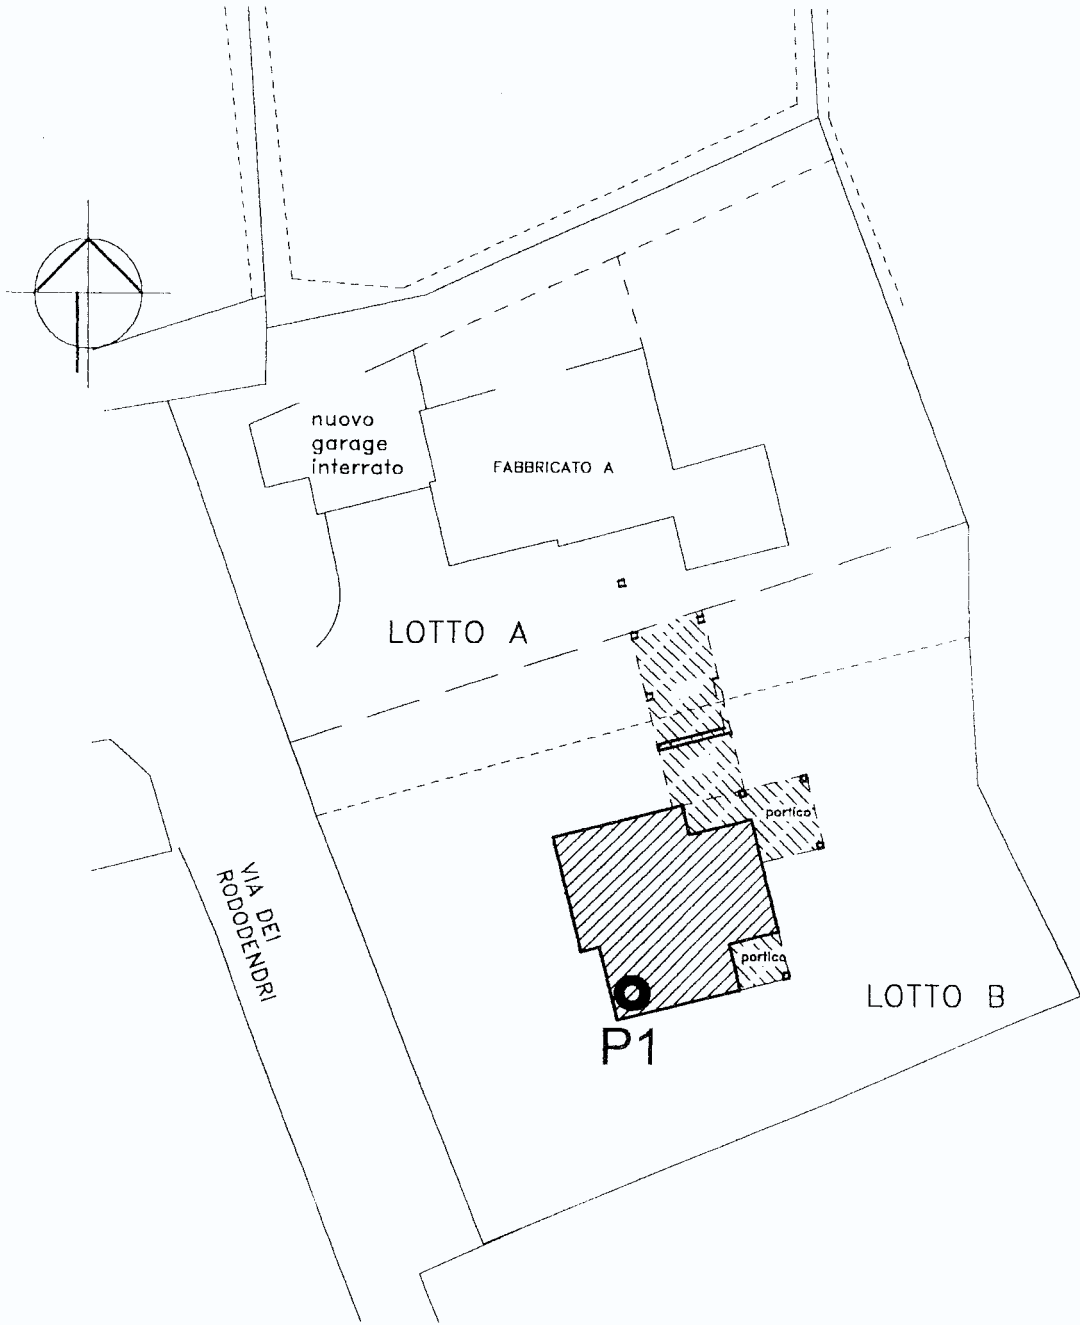 nuovo
garage
interrato
FABBRICATO A
LOTTO A
portico
VIA DEI
RODODENDRI
portico
LOTTO B
P1